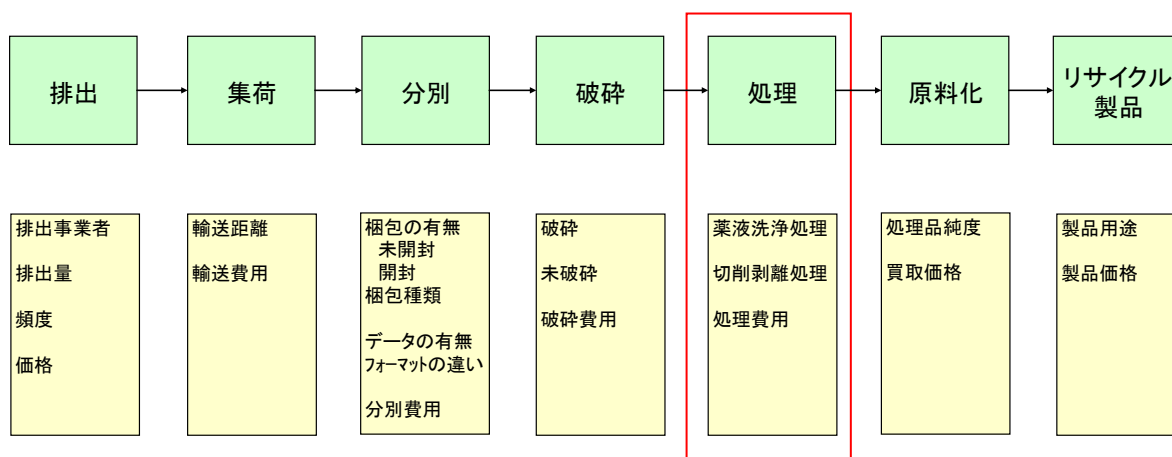 排出
集荷
分別
破砕
処理
原料化
リサイクル
製品
排出事業者
排出量
頻度
価格
輸送距離
輸送費用
梱包の有無
未開封
開封
梱包種類
データの有無
フォーマットの違い
分別費用
破砕
未破砕
破砕費用
薬液洗浄処理
切削剥離処理
処理費用
処理品純度
買取価格
製品用途
製品価格